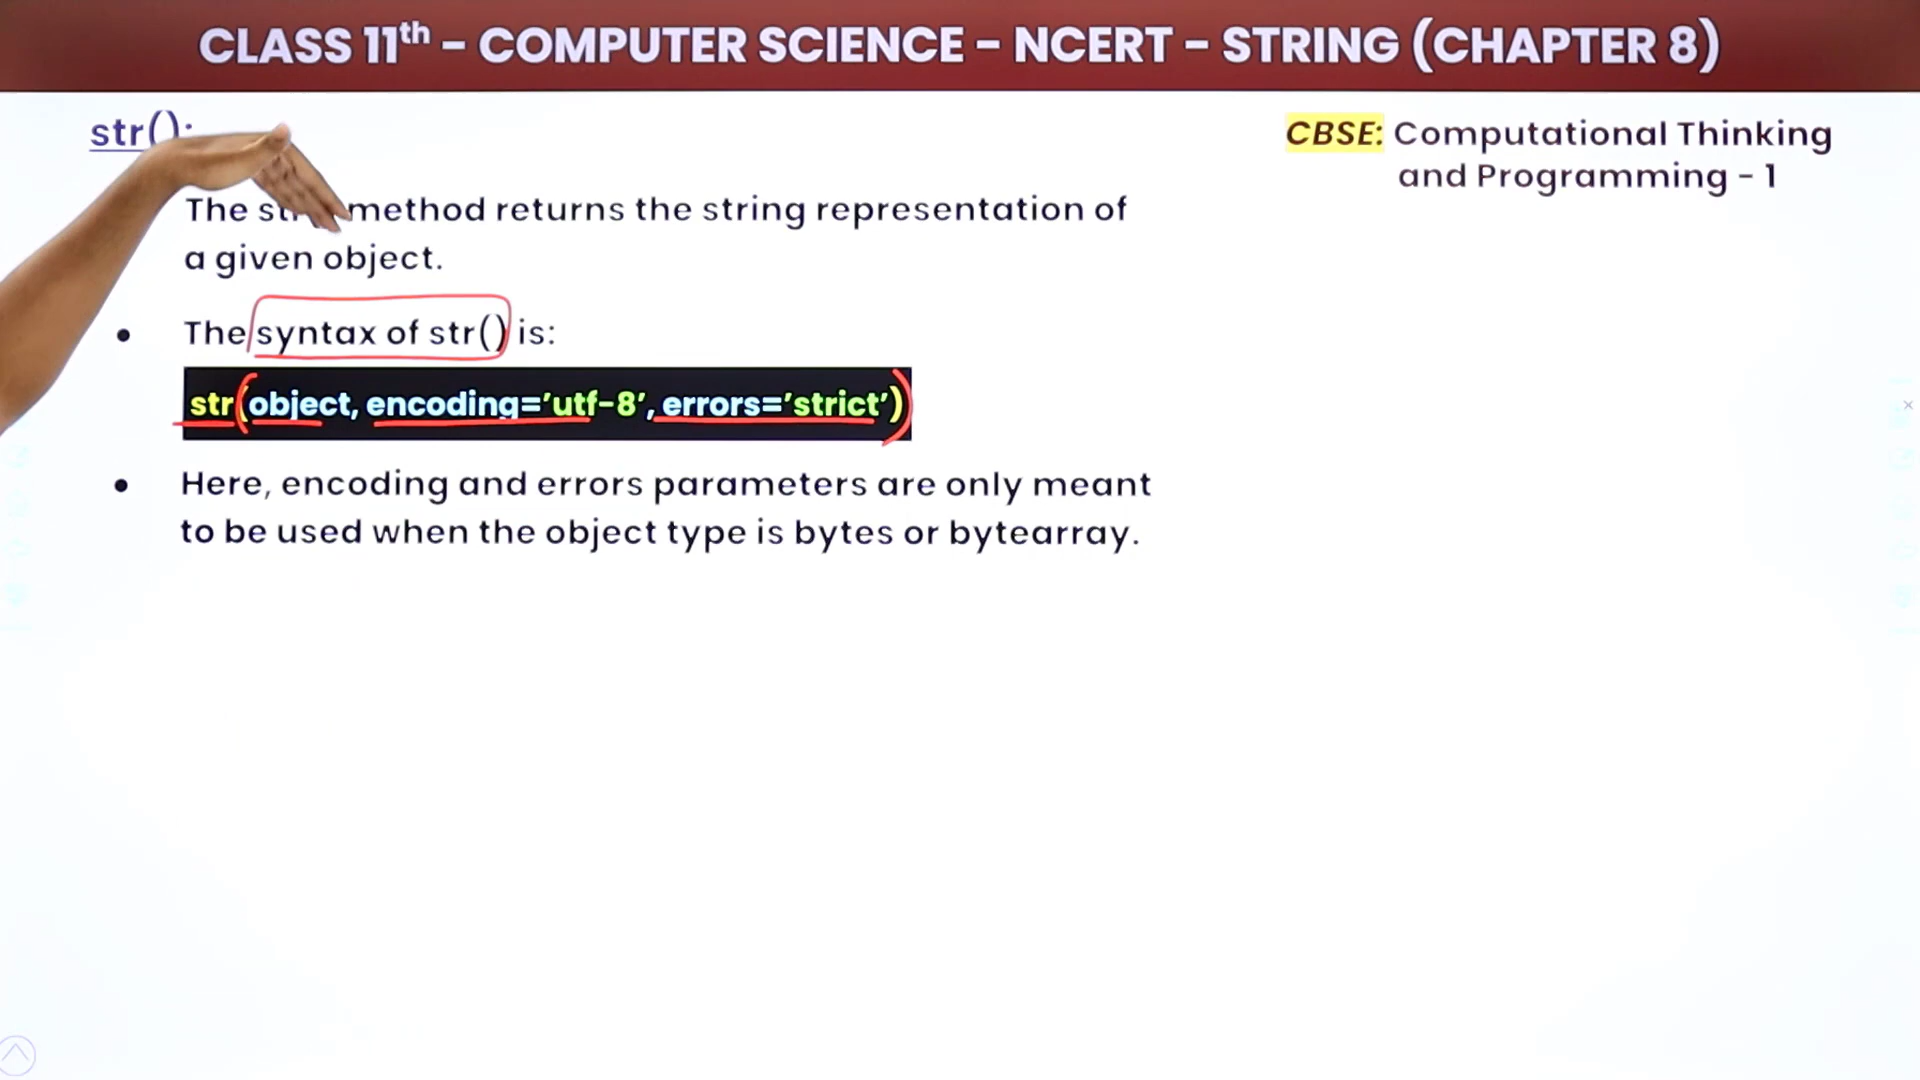 CLASS 11th - COMPUTER SCIENCE - NCERT - STRING (CHAPTER 8)
str():
CBSE: Computational Thinking
and Programming - 1
The method returns the string representation of
a given object.
• The syntax of str() is:
str(object, encoding='utf-8', errors='strict')
• Here, encoding and errors parameters are only meant
to be used when the object type is bytes or bytearray.